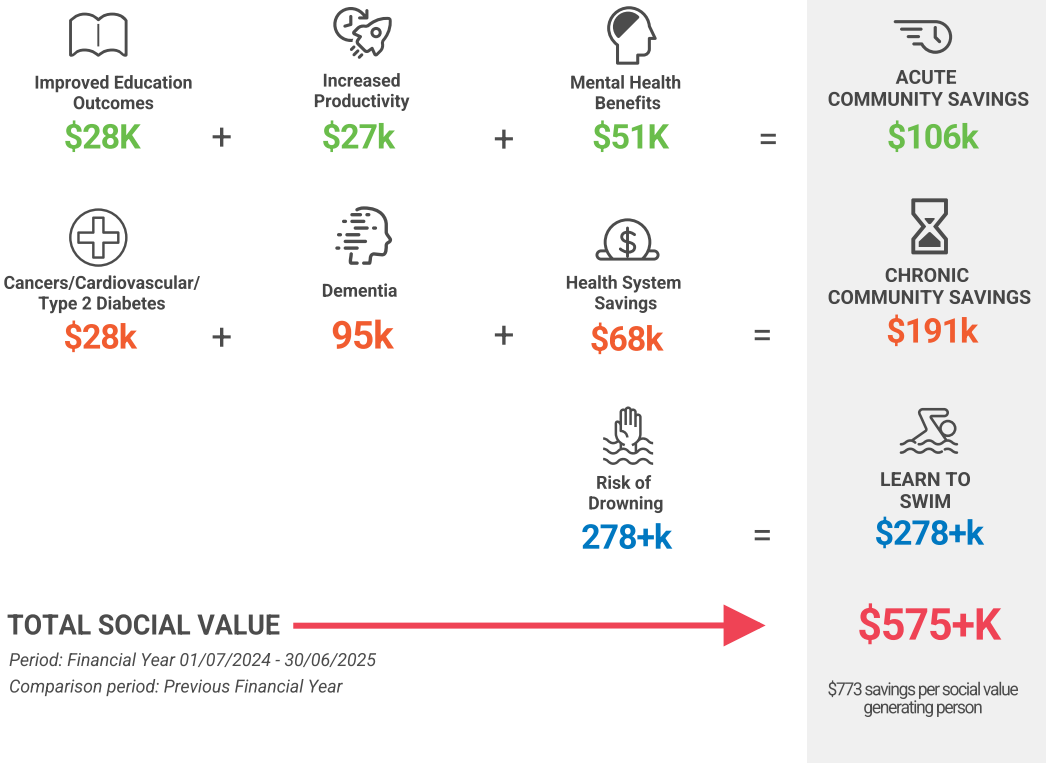 Improved Education
Outcomes
$28K
+
Increased
Productivity
$27k
+
Mental Health
Benefits
$51K
=
ACUTE
COMMUNITY SAVINGS
$106k
Cancers/Cardiovascular/
Type 2 Diabetes
$28k
+
Dementia
95k
+
Health System
Savings
$68k
=
CHRONIC
COMMUNITY SAVINGS
$191k
Risk of
Drowning
278+k
=
LEARN TO
SWIM
$278+k
TOTAL SOCIAL VALUE
$575+K
Period: Financial Year 01/07/2024 - 30/06/2025
Comparison period: Previous Financial Year
$773 savings per social value
generating person